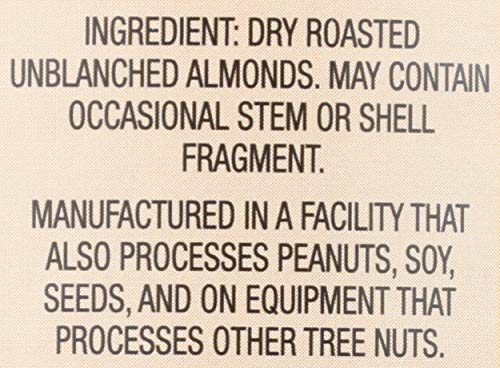 INGREDIENT: DRY ROASTED
UNBLANCHED ALMONDS. MAY CONTAIN
OCCASIONAL STEM OR SHELL
FRAGMENT.
MANUFACTURED IN A FACILITY THAT
ALSO PROCESSES PEANUTS, SOY,
SEEDS, AND ON EQUIPMENT THAT
PROCESSES OTHER TREE NUTS.